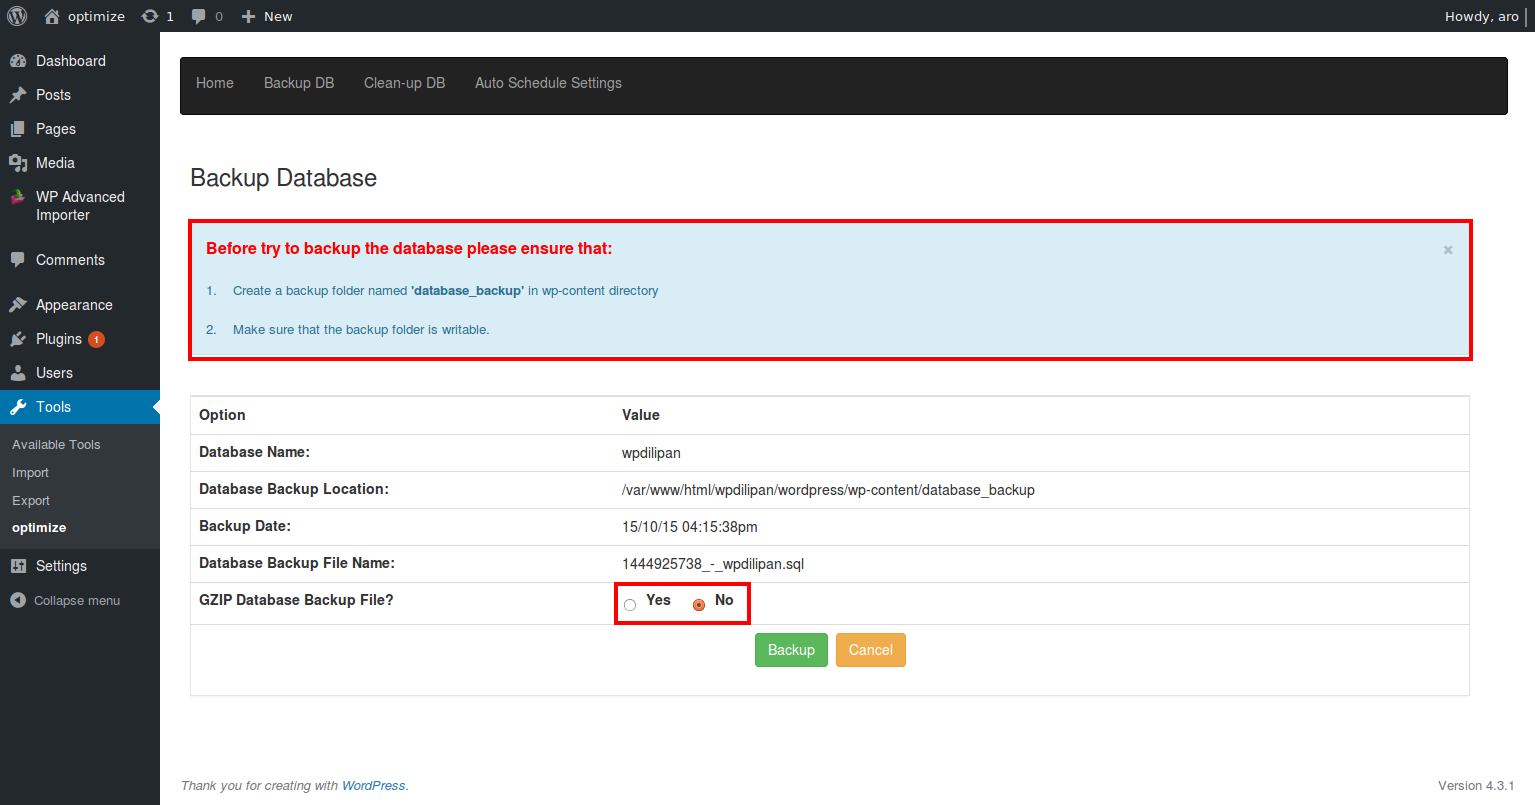 optimize 1 0 New Howdy, aro
Dashboard
Posts
Pages
Media
WP Advanced
Importer
Comments
Appearance
Plugins 1
Users
Tools
Available Tools
Import
Export
optimize
Settings
Collapse menu
Home Backup DB Clean-up DB Auto Schedule Settings
Backup Database
Before try to backup the database please ensure that: ×
1. Create a backup folder named 'database_backup' in wp-content directory
2. Make sure that the backup folder is writable.
Option Value
Database Name: wpdilipan
Database Backup Location: /var/www/html/wpdilipan/wordpress/wp-content/database_backup
Backup Date: 15/10/15 04:15:38pm
Database Backup File Name: 1444925738_-_wpdilipan.sql
GZIP Database Backup File? Yes No
Backup Cancel
Thank you for creating with WordPress. Version 4.3.1